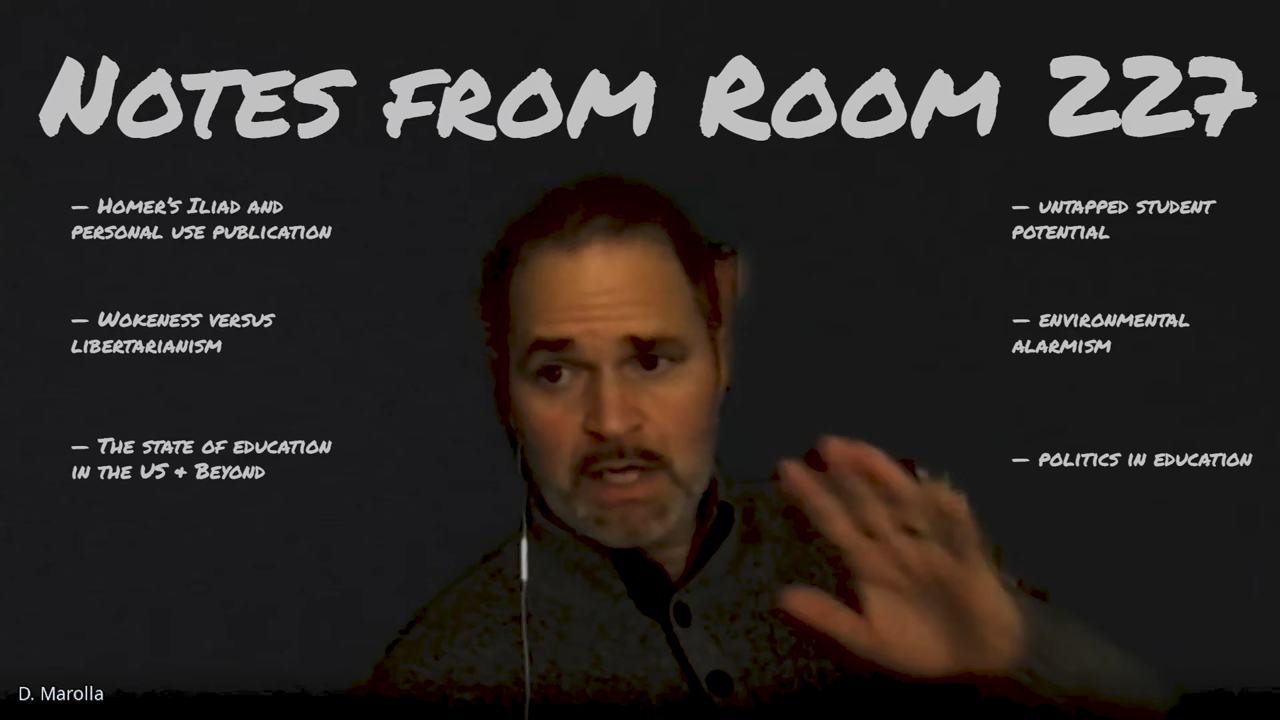 Notes from Room 227
— Homer's Iliad and
personal use publication
— Wokeness versus
libertarianism
— The state of education
in the US & Beyond
— untapped student
potential
— environmental
alarmism
— politics in education
D. Marolla